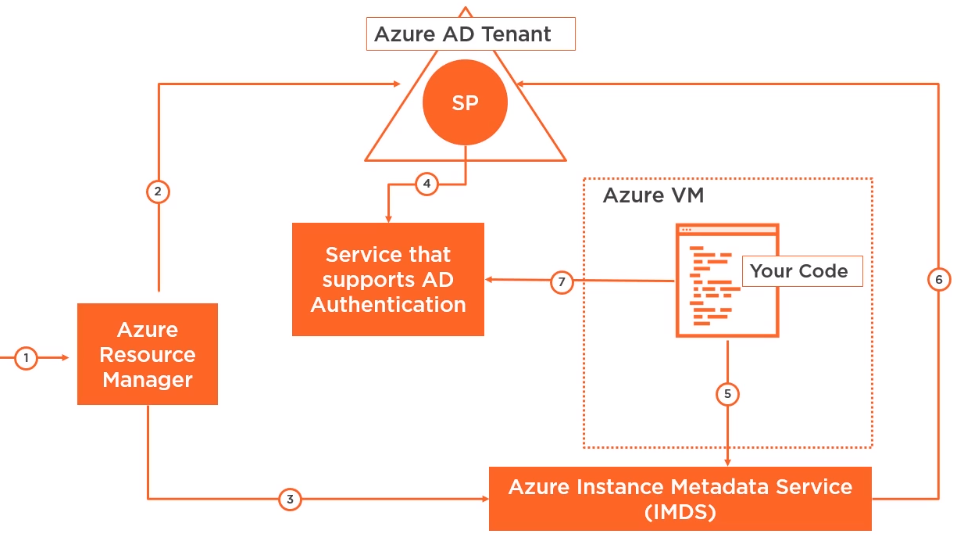 Azure AD Tenant
SP
2
4
Azure VM
Service that
supports AD
Authentication
7
Your Code
6
1
Azure
Resource
Manager
5
3
Azure Instance Metadata Service
(IMDS)